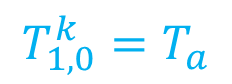 $T_{1,0}^{k} = T_a$